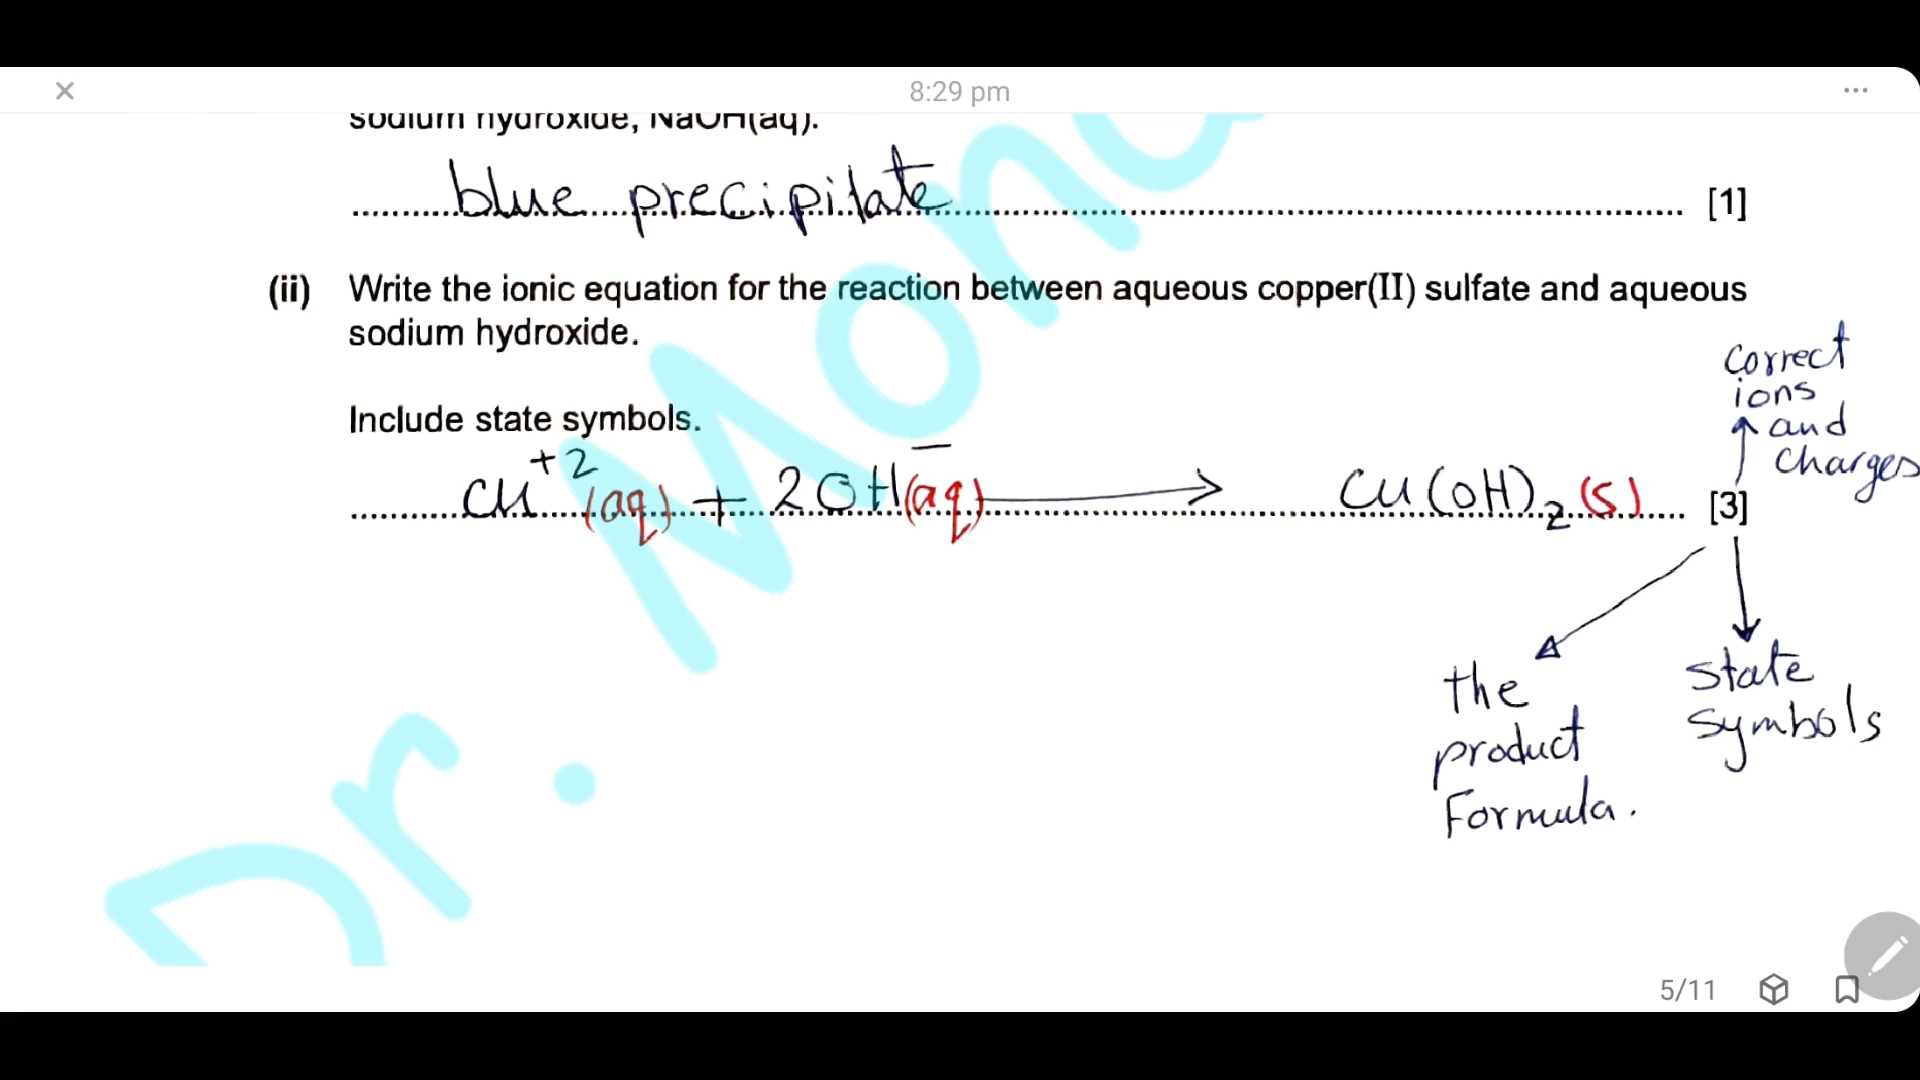 8:29 pm
sodium hydroxide, NaOH(aq).
blue precipitate [1]
(ii) Write the ionic equation for the reaction between aqueous copper(II) sulfate and aqueous
sodium hydroxide.
Include state symbols.
Cu⁺²(aq) + 2OH⁻(aq) → Cu(OH)₂(s) [3]
Correct
ions
and
charges
the
product
Formula.
state
symbols
Dr. Mona
5/11